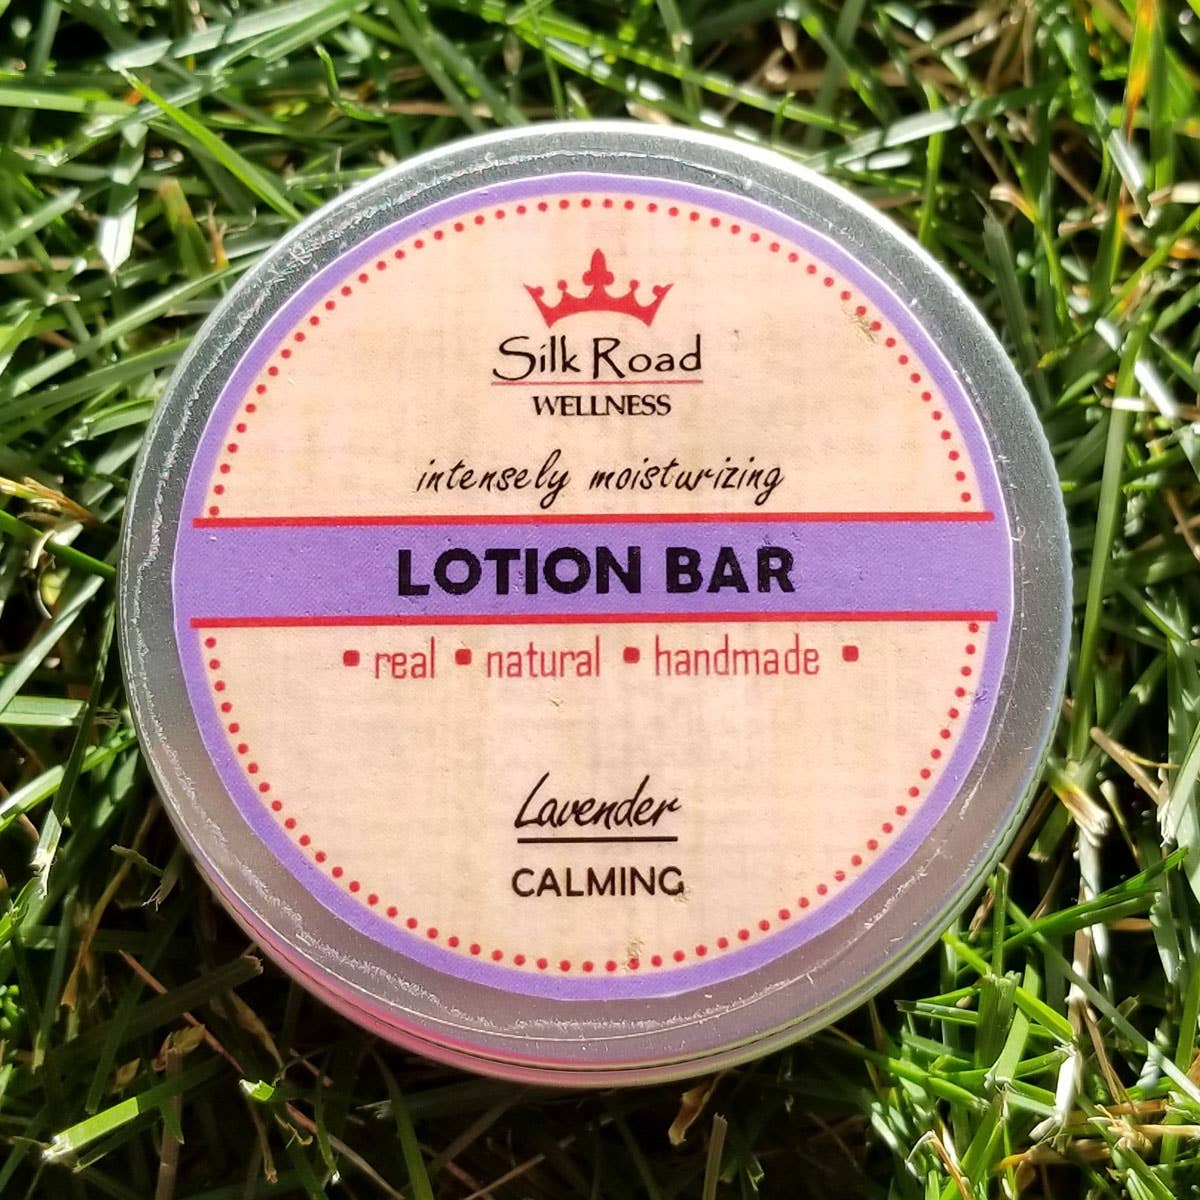 Silk Road
WELLNESS
intensely moisturizing
LOTION BAR
▪ real ▪ natural ▪ handmade ▪
Lavender
CALMING